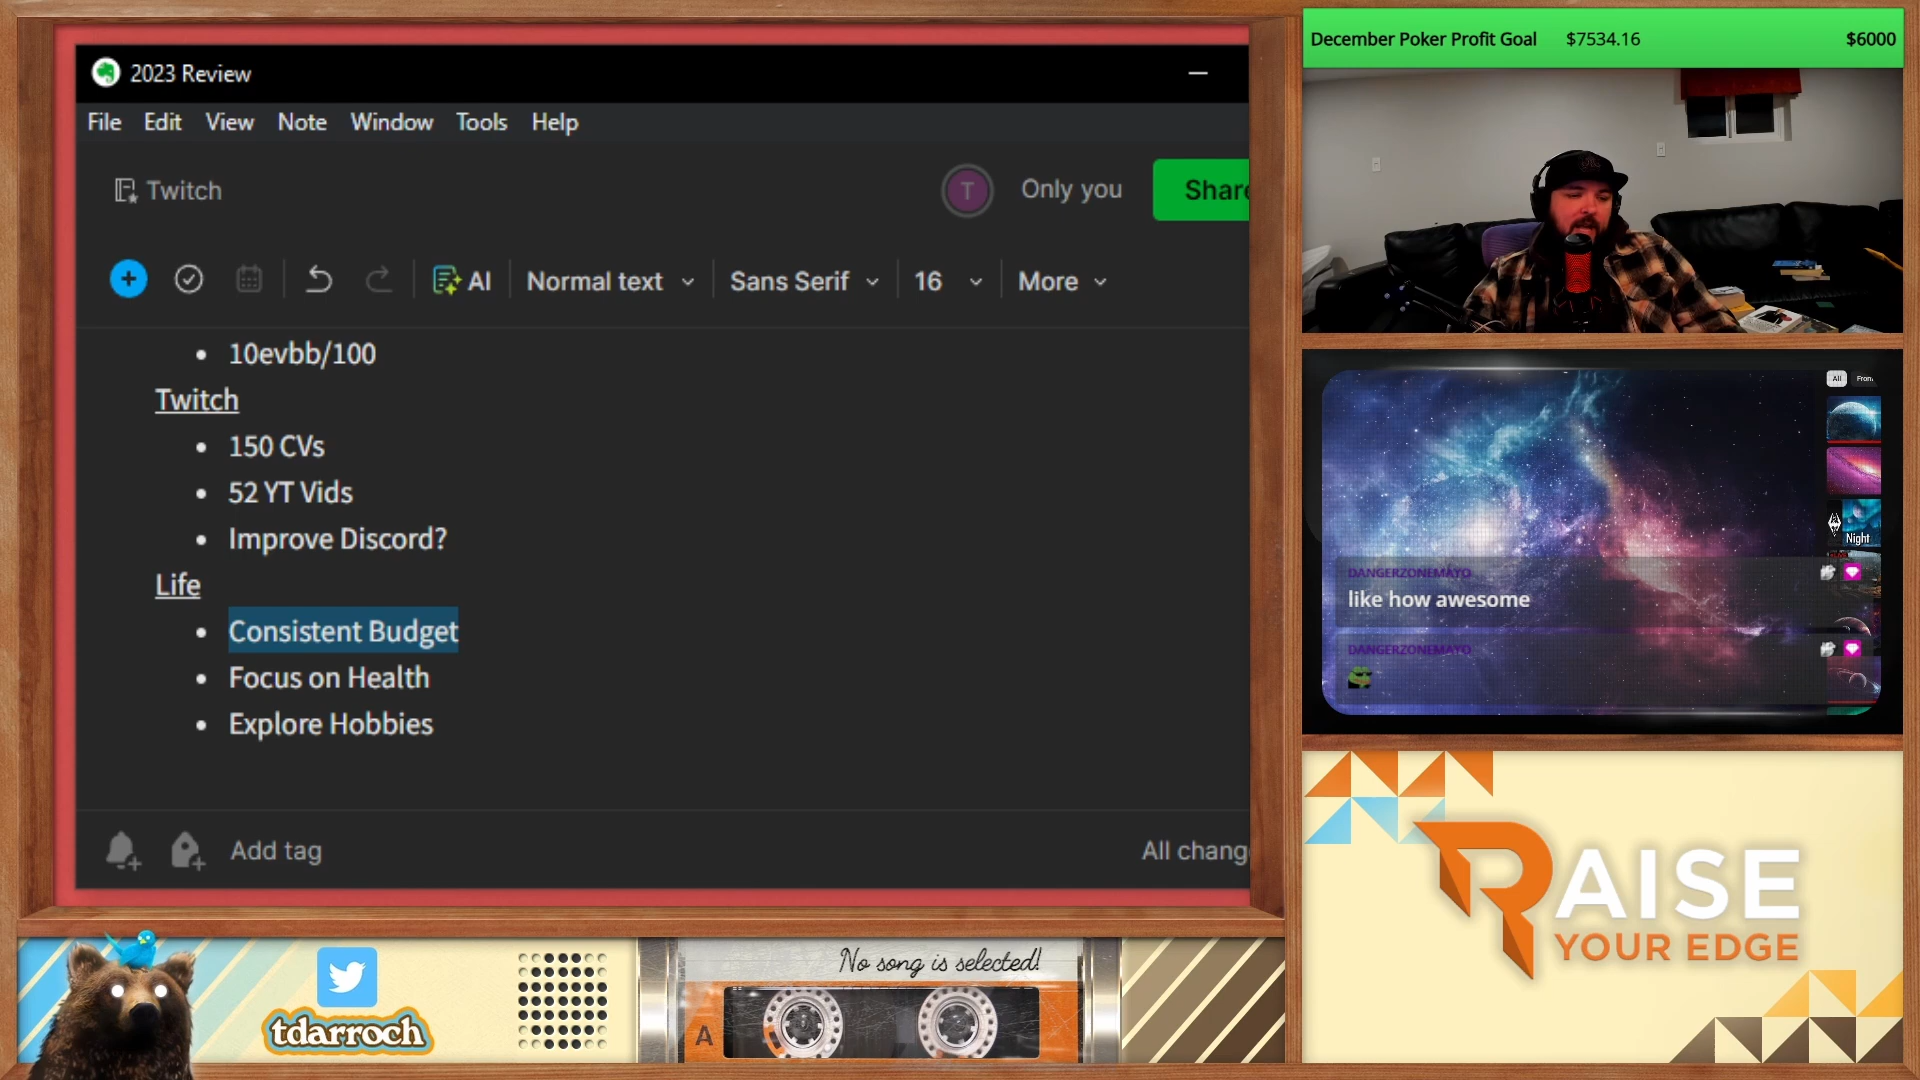 2023 Review
File Edit View Note Window Tools Help
Twitch
T
Only you
Share
AI
Normal text
Sans Serif
16
More
10evbb/100
Twitch
150 CVs
52 YT Vids
Improve Discord?
Life
Consistent Budget
Focus on Health
Explore Hobbies
Add tag
All chang
December Poker Profit Goal $7534.16 $6000
All
From
Night
DANGERZONEMAYO
like how awesome
DANGERZONEMAYO
RAISE
YOUR EDGE
tdarroch
No song is selected!
A